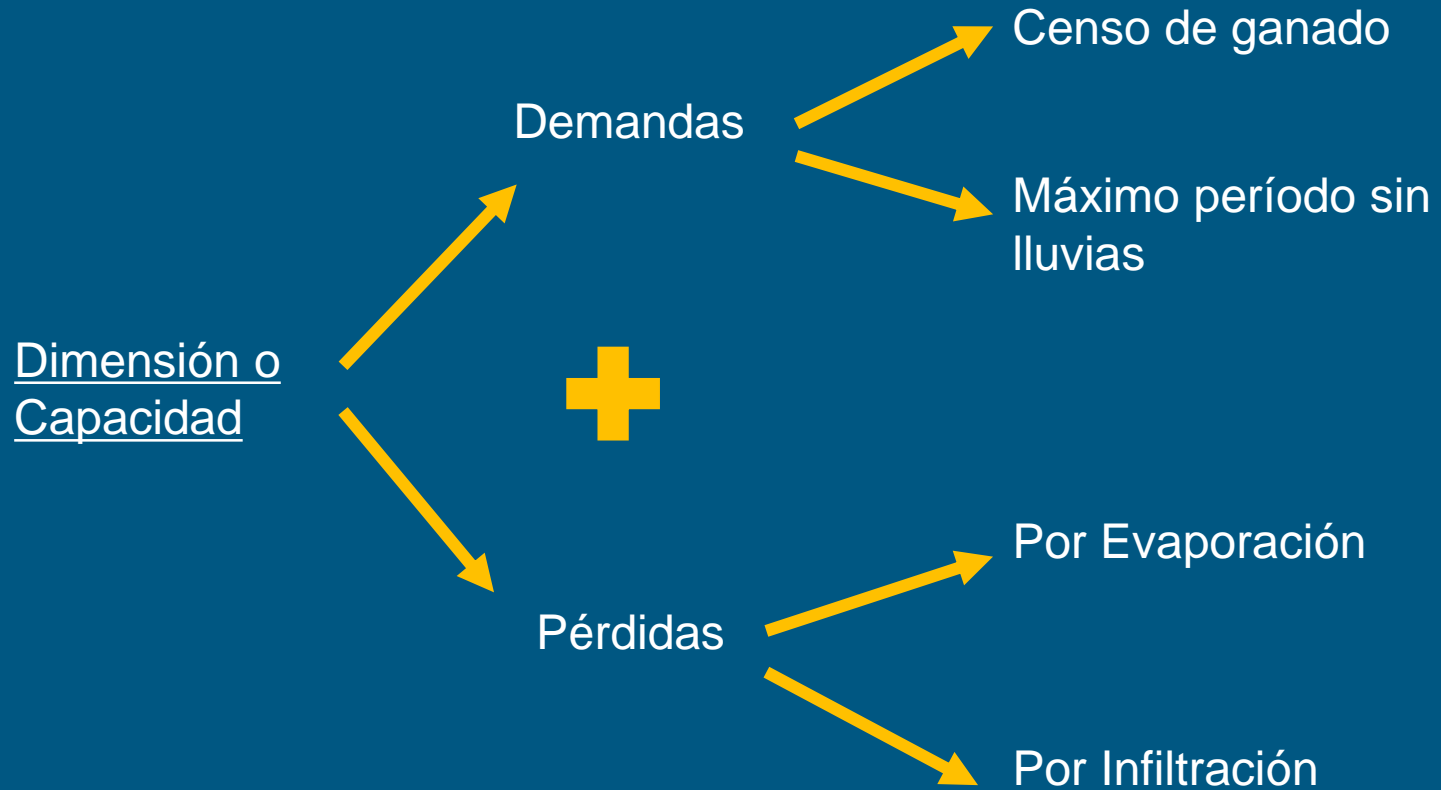 Censo de ganado
Demandas
Máximo período sin
lluvias
Dimensión o
Capacidad
Por Evaporación
Pérdidas
Por Infiltración